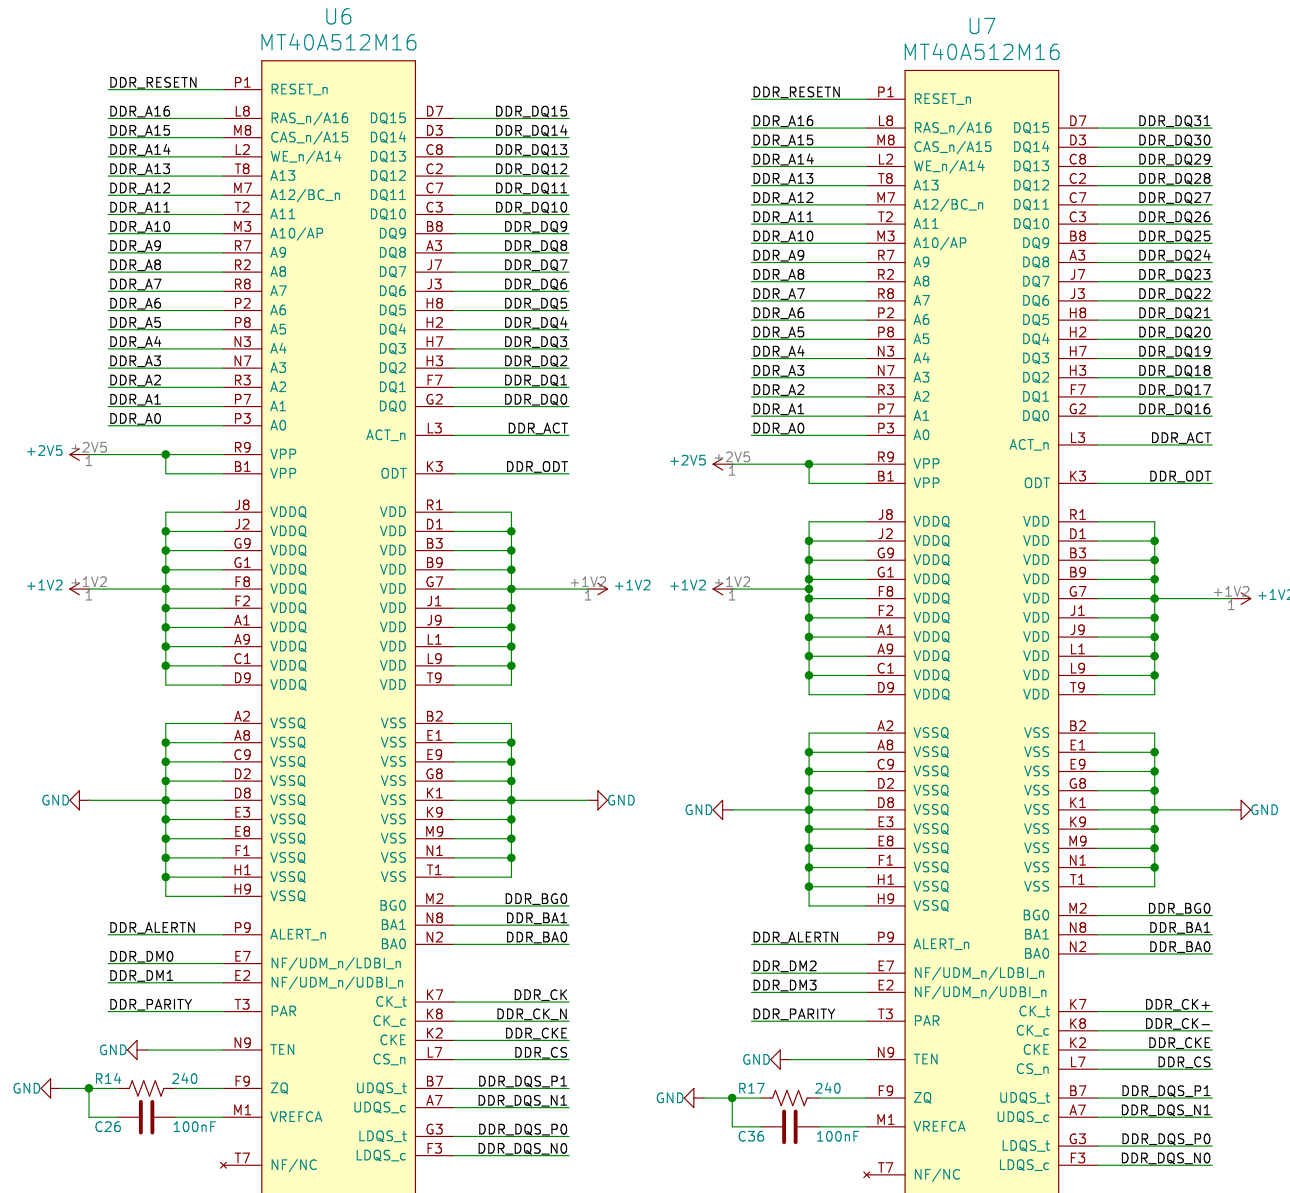 U6
MT40A512M16
DDR_RESETN P1 RESET_n
DDR_A16 L8 RAS_n/A16 DQ15 D7 DDR_DQ15
DDR_A15 M8 CAS_n/A15 DQ14 D3 DDR_DQ14
DDR_A14 L2 WE_n/A14 DQ13 C8 DDR_DQ13
DDR_A13 T8 A13 DQ12 C2 DDR_DQ12
DDR_A12 M7 A12/BC_n DQ11 C7 DDR_DQ11
DDR_A11 T2 A11 DQ10 C3 DDR_DQ10
DDR_A10 M3 A10/AP DQ9 B8 DDR_DQ9
DDR_A9 R7 A9 DQ8 A3 DDR_DQ8
DDR_A8 R2 A8 DQ7 J7 DDR_DQ7
DDR_A7 R8 A7 DQ6 J3 DDR_DQ6
DDR_A6 P2 A6 DQ5 H8 DDR_DQ5
DDR_A5 P8 A5 DQ4 H2 DDR_DQ4
DDR_A4 N3 A4 DQ3 H7 DDR_DQ3
DDR_A3 N7 A3 DQ2 H3 DDR_DQ2
DDR_A2 R3 A2 DQ1 F7 DDR_DQ1
DDR_A1 P7 A1 DQ0 G2 DDR_DQ0
DDR_A0 P3 A0
ACT_n L3 DDR_ACT
+2V5 +2V5 1 R9 VPP
B1 VPP ODT K3 DDR_ODT
J8 VDDQ VDD R1
J2 VDDQ VDD D1
G9 VDDQ VDD B3
G1 VDDQ VDD B9
+1V2 +1V2 1 F8 VDDQ VDD G7 +1V2 1 +1V2
F2 VDDQ VDD J1
A1 VDDQ VDD J9
A9 VDDQ VDD L1
C1 VDDQ VDD L9
D9 VDDQ VDD T9
A2 VSSQ VSS B2
A8 VSSQ VSS E1
C9 VSSQ VSS E9
D2 VSSQ VSS G8
GND D8 VSSQ VSS K1 GND
E3 VSSQ VSS K9
E8 VSSQ VSS M9
F1 VSSQ VSS N1
H1 VSSQ VSS T1
H9 VSSQ
BG0 M2 DDR_BG0
BA1 N8 DDR_BA1
DDR_ALERTN P9 ALERT_n
BA0 N2 DDR_BA0
DDR_DM0 E7 NF/UDM_n/LDBI_n
DDR_DM1 E2 NF/UDM_n/UDBI_n
CK_t K7 DDR_CK
DDR_PARITY T3 PAR
CK_c K8 DDR_CK_N
CKE K2 DDR_CKE
GND N9 TEN
CS_n L7 DDR_CS
GND R14 240 F9 ZQ UDQS_t B7 DDR_DQS_P1
UDQS_c A7 DDR_DQS_N1
C26 100nF M1 VREFCA
LDQS_t G3 DDR_DQS_P0
LDQS_c F3 DDR_DQS_N0
T7 NF/NC
U7
MT40A512M16
DDR_RESETN P1 RESET_n
DDR_A16 L8 RAS_n/A16 DQ15 D7 DDR_DQ31
DDR_A15 M8 CAS_n/A15 DQ14 D3 DDR_DQ30
DDR_A14 L2 WE_n/A14 DQ13 C8 DDR_DQ29
DDR_A13 T8 A13 DQ12 C2 DDR_DQ28
DDR_A12 M7 A12/BC_n DQ11 C7 DDR_DQ27
DDR_A11 T2 A11 DQ10 C3 DDR_DQ26
DDR_A10 M3 A10/AP DQ9 B8 DDR_DQ25
DDR_A9 R7 A9 DQ8 A3 DDR_DQ24
DDR_A8 R2 A8 DQ7 J7 DDR_DQ23
DDR_A7 R8 A7 DQ6 J3 DDR_DQ22
DDR_A6 P2 A6 DQ5 H8 DDR_DQ21
DDR_A5 P8 A5 DQ4 H2 DDR_DQ20
DDR_A4 N3 A4 DQ3 H7 DDR_DQ19
DDR_A3 N7 A3 DQ2 H3 DDR_DQ18
DDR_A2 R3 A2 DQ1 F7 DDR_DQ17
DDR_A1 P7 A1 DQ0 G2 DDR_DQ16
DDR_A0 P3 A0
ACT_n L3 DDR_ACT
+2V5 +2V5 1 R9 VPP
B1 VPP ODT K3 DDR_ODT
J8 VDDQ VDD R1
J2 VDDQ VDD D1
G9 VDDQ VDD B3
G1 VDDQ VDD B9
+1V2 +1V2 1 F8 VDDQ VDD G7 +1V2 1 +1V2
F2 VDDQ VDD J1
A1 VDDQ VDD J9
A9 VDDQ VDD L1
C1 VDDQ VDD L9
D9 VDDQ VDD T9
A2 VSSQ VSS B2
A8 VSSQ VSS E1
C9 VSSQ VSS E9
D2 VSSQ VSS G8
GND D8 VSSQ VSS K1 GND
E3 VSSQ VSS K9
E8 VSSQ VSS M9
F1 VSSQ VSS N1
H1 VSSQ VSS T1
H9 VSSQ
BG0 M2 DDR_BG0
BA1 N8 DDR_BA1
DDR_ALERTN P9 ALERT_n
BA0 N2 DDR_BA0
DDR_DM2 E7 NF/UDM_n/LDBI_n
DDR_DM3 E2 NF/UDM_n/UDBI_n
CK_t K7 DDR_CK+
DDR_PARITY T3 PAR
CK_c K8 DDR_CK-
CKE K2 DDR_CKE
GND N9 TEN
CS_n L7 DDR_CS
GND R17 240 F9 ZQ UDQS_t B7 DDR_DQS_P1
UDQS_c A7 DDR_DQS_N1
C36 100nF M1 VREFCA
LDQS_t G3 DDR_DQS_P0
LDQS_c F3 DDR_DQS_N0
T7 NF/NC